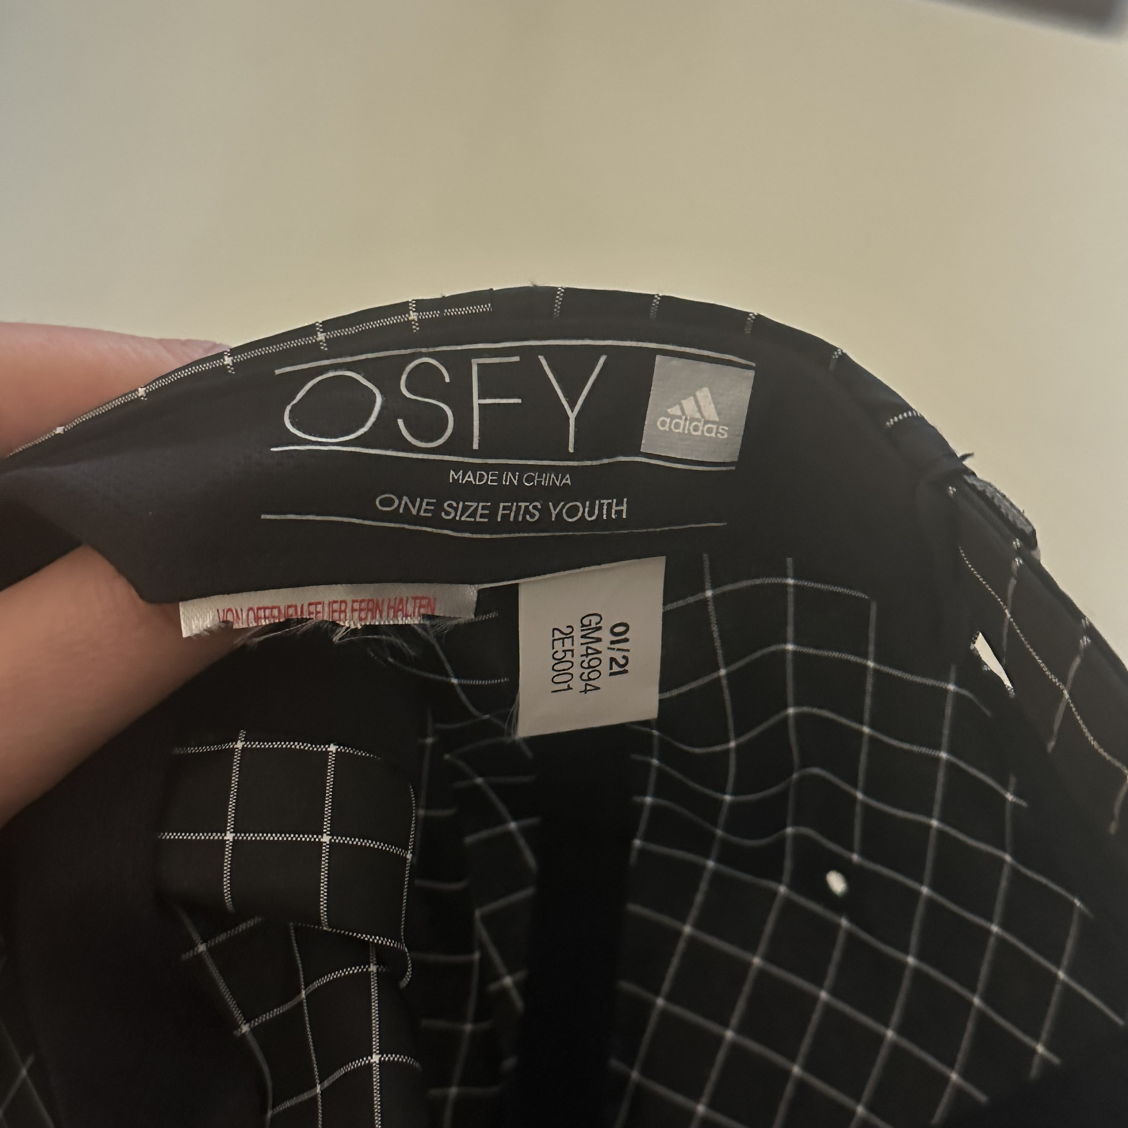 OSFY
adidas
MADE IN CHINA
ONE SIZE FITS YOUTH
VON OFFENEM FEUER FERN HALTEN
01/21
GM4994
2E5001